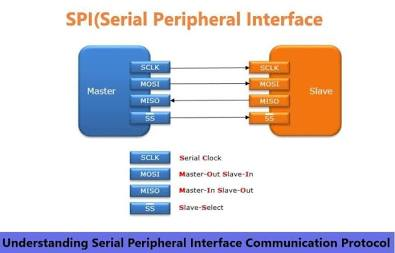 SPI(Serial Peripheral Interface
SCLK SCLK
MOSI MOSI
Master MISO MISO Slave
SS SS
SCLK Serial Clock
MOSI Master-Out Slave-In
MISO Master-In Slave-Out
SS Slave-Select
Understanding Serial Peripheral Interface Communication Protocol